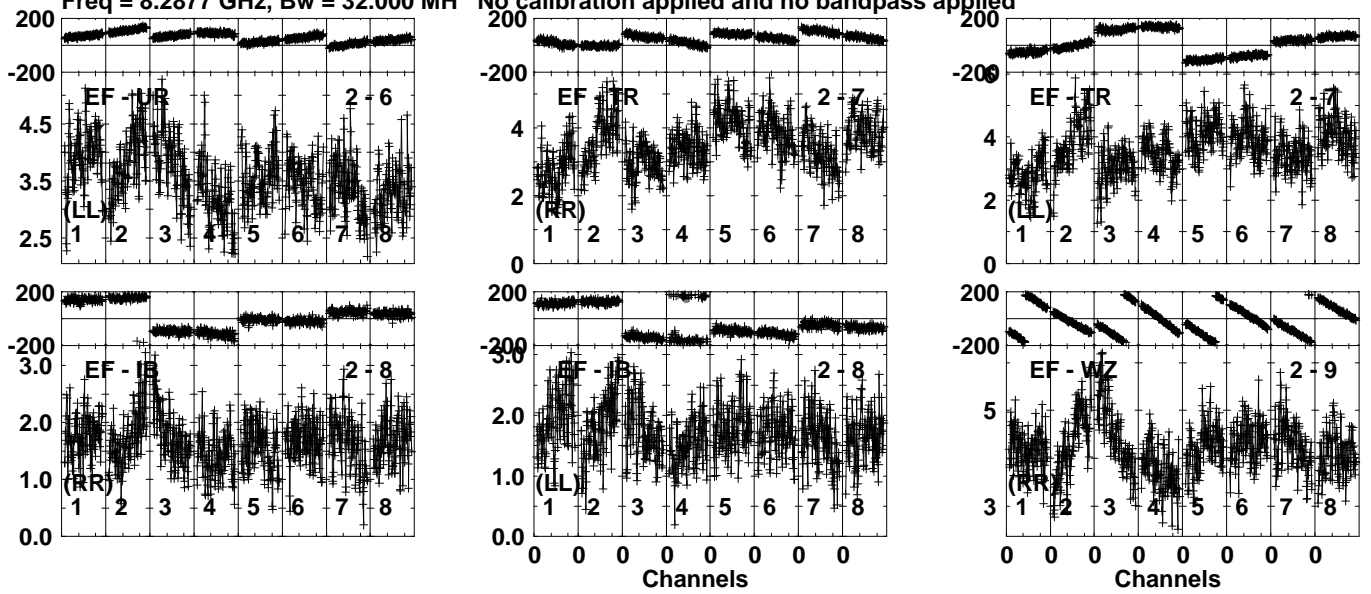 Freq = 8.2877 GHz, Bw = 32.000 MH No calibration applied and no bandpass applied
200
-200
EF - UR 2 - 6
4.5
3.5
(LL)
2.5
1 2 3 4 5 6 7 8
200
-200
EF - TR 2 - 7
4
2
(RR)
0
1 2 3 4 5 6 7 8
200
-200
6
EF - TR 2 - 7
4
2
(LL)
0
1 2 3 4 5 6 7 8
200
-200
3.0
EF - IB 2 - 8
2.0
1.0
(RR)
0.0
1 2 3 4 5 6 7 8
200
-200
3.0
EF - IB 2 - 8
2.0
1.0
(LL)
0.0
1 2 3 4 5 6 7 8
0 0 0 0 0 0 0 0
Channels
200
-200
EF - WZ 2 - 9
5
3
(RR)
1 2 3 4 5 6 7 8
0 0 0 0 0 0 0 0
Channels